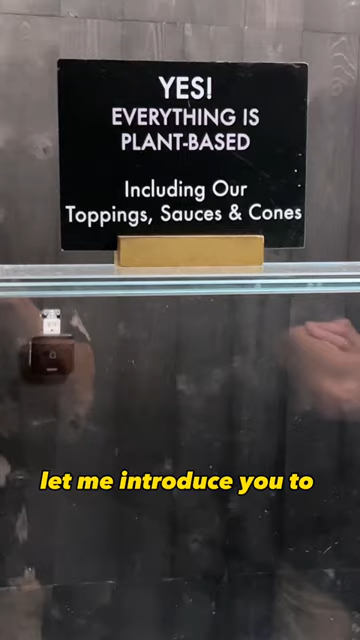 YES!
EVERYTHING IS
PLANT-BASED
Including Our
Toppings, Sauces & Cones
let me introduce you to